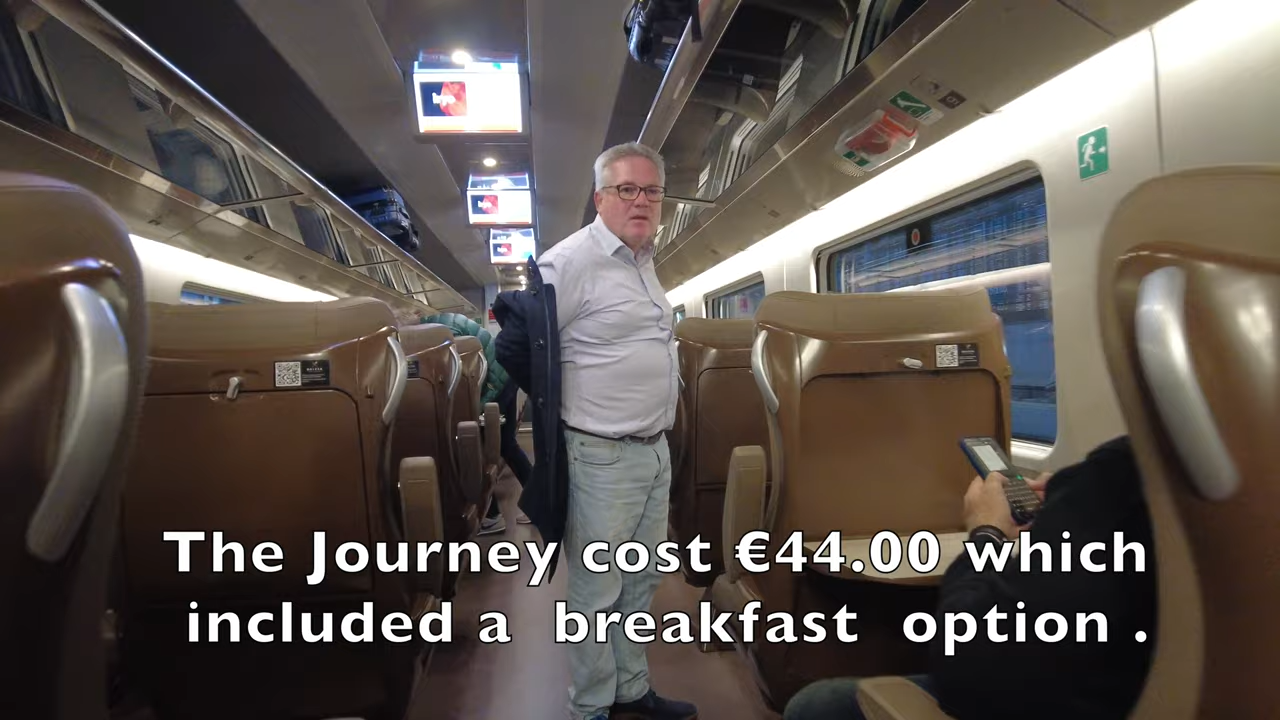 The Journey cost €44.00 which
included a breakfast option .